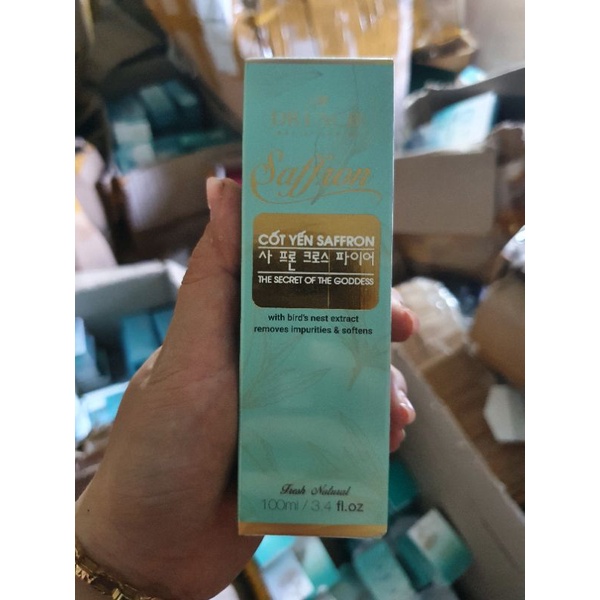 Saffron
CỐT YẾN SAFFRON
사 프론 크로스 파이어
THE SECRET OF THE GODDESS
with bird's nest extract
removes impurities & softens
Fresh Natural
100ml / 3.4 fl.oz